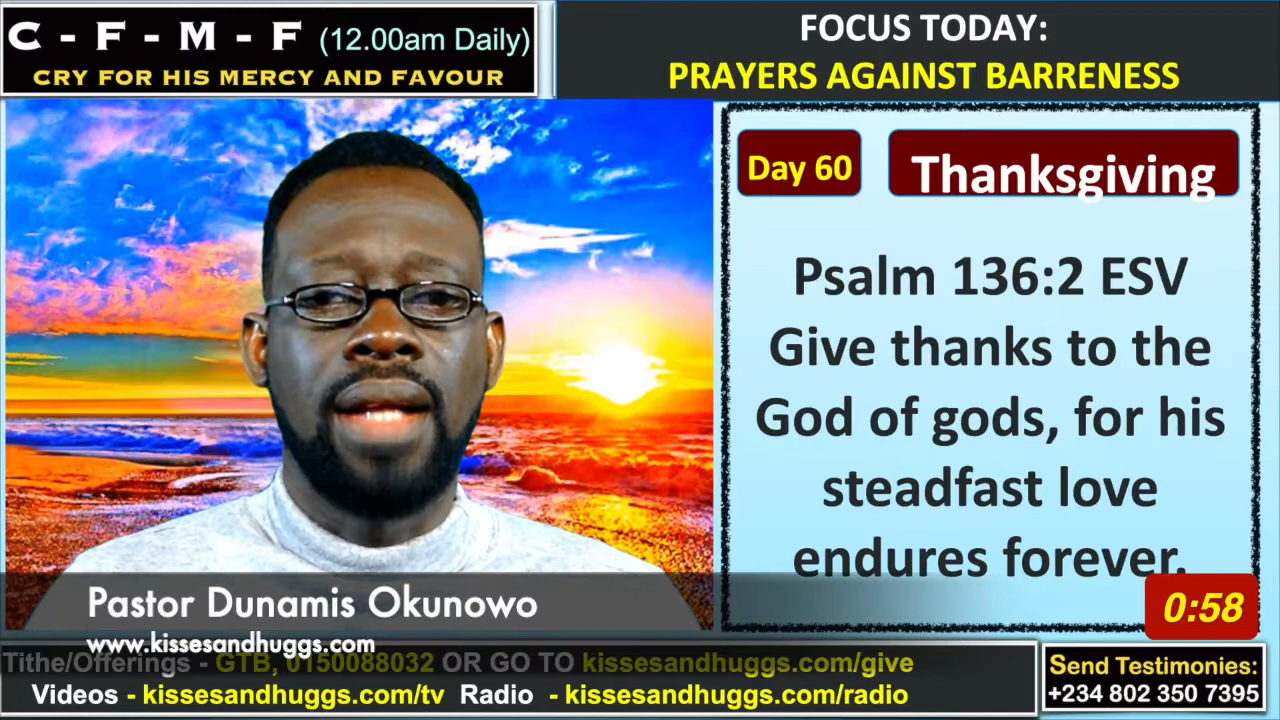 C - F - M - F (12.00am Daily)
CRY FOR HIS MERCY AND FAVOUR
FOCUS TODAY:
PRAYERS AGAINST BARRENESS
Day 60
Thanksgiving
Psalm 136:2 ESV
Give thanks to the
God of gods, for his
steadfast love
endures forever.
0:58
Pastor Dunamis Okunowo
www.kissesandhuggs.com
Tithe/Offerings - GTB, 0150088032 OR GO TO kissesandhuggs.com/give
Videos - kissesandhuggs.com/tv Radio - kissesandhuggs.com/radio
Send Testimonies:
+234 802 350 7395